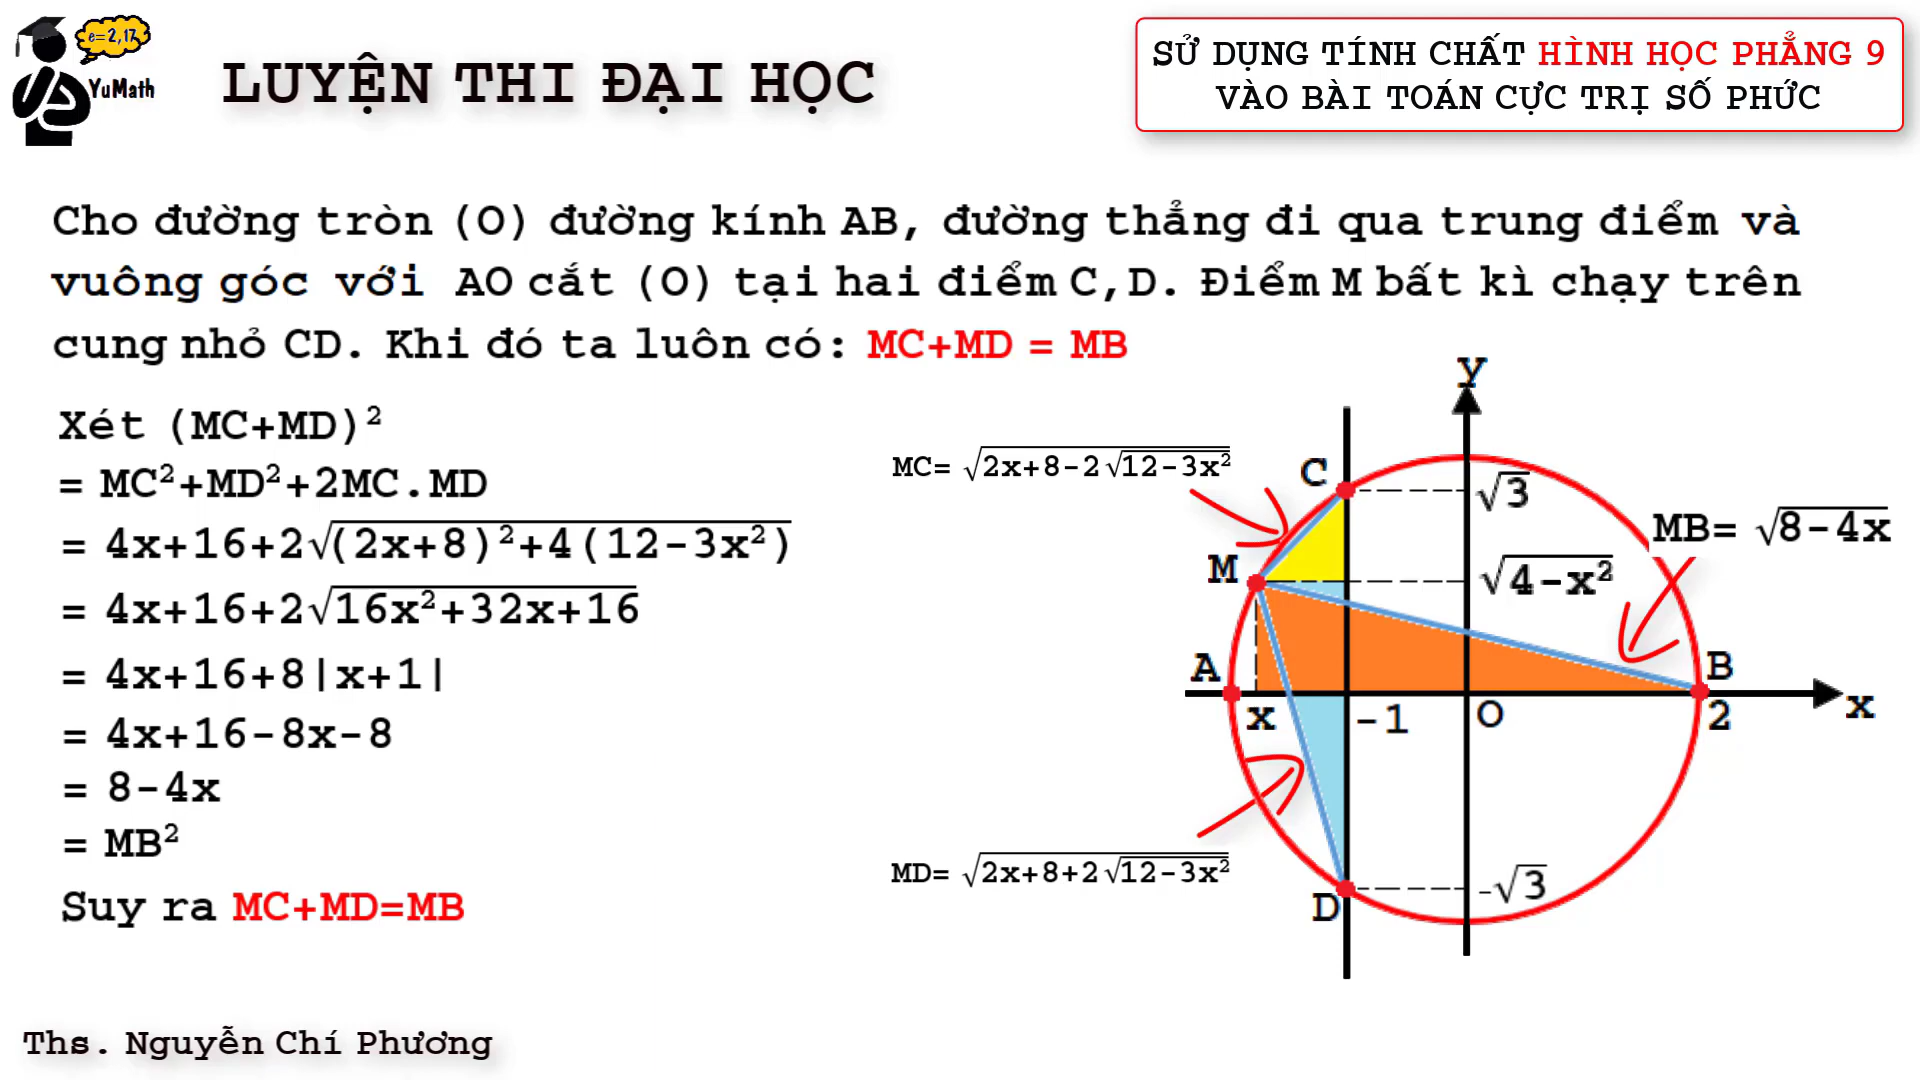 e=2,17
YuMath
LUYỆN THI ĐẠI HỌC
SỬ DỤNG TÍNH CHẤT HÌNH HỌC PHẲNG 9
VÀO BÀI TOÁN CỰC TRỊ SỐ PHỨC
Cho đường tròn (O) đường kính AB, đường thẳng đi qua trung điểm và
vuông góc với AO cắt (O) tại hai điểm C,D. Điểm M bất kì chạy trên
cung nhỏ CD. Khi đó ta luôn có: MC+MD = MB
Xét (MC+MD)²
= MC²+MD²+2MC.MD
= 4x+16+2√(2x+8)²+4(12-3x²)
= 4x+16+2√16x²+32x+16
= 4x+16+8|x+1|
= 4x+16-8x-8
= 8-4x
= MB²
Suy ra MC+MD=MB
y
MC= √2x+8-2√12-3x²
C
√3
MB= √8-4x
M
√4-x²
A
B
x
-1
O
2
x
MD= √2x+8+2√12-3x²
D
-√3
Ths. Nguyễn Chí Phương